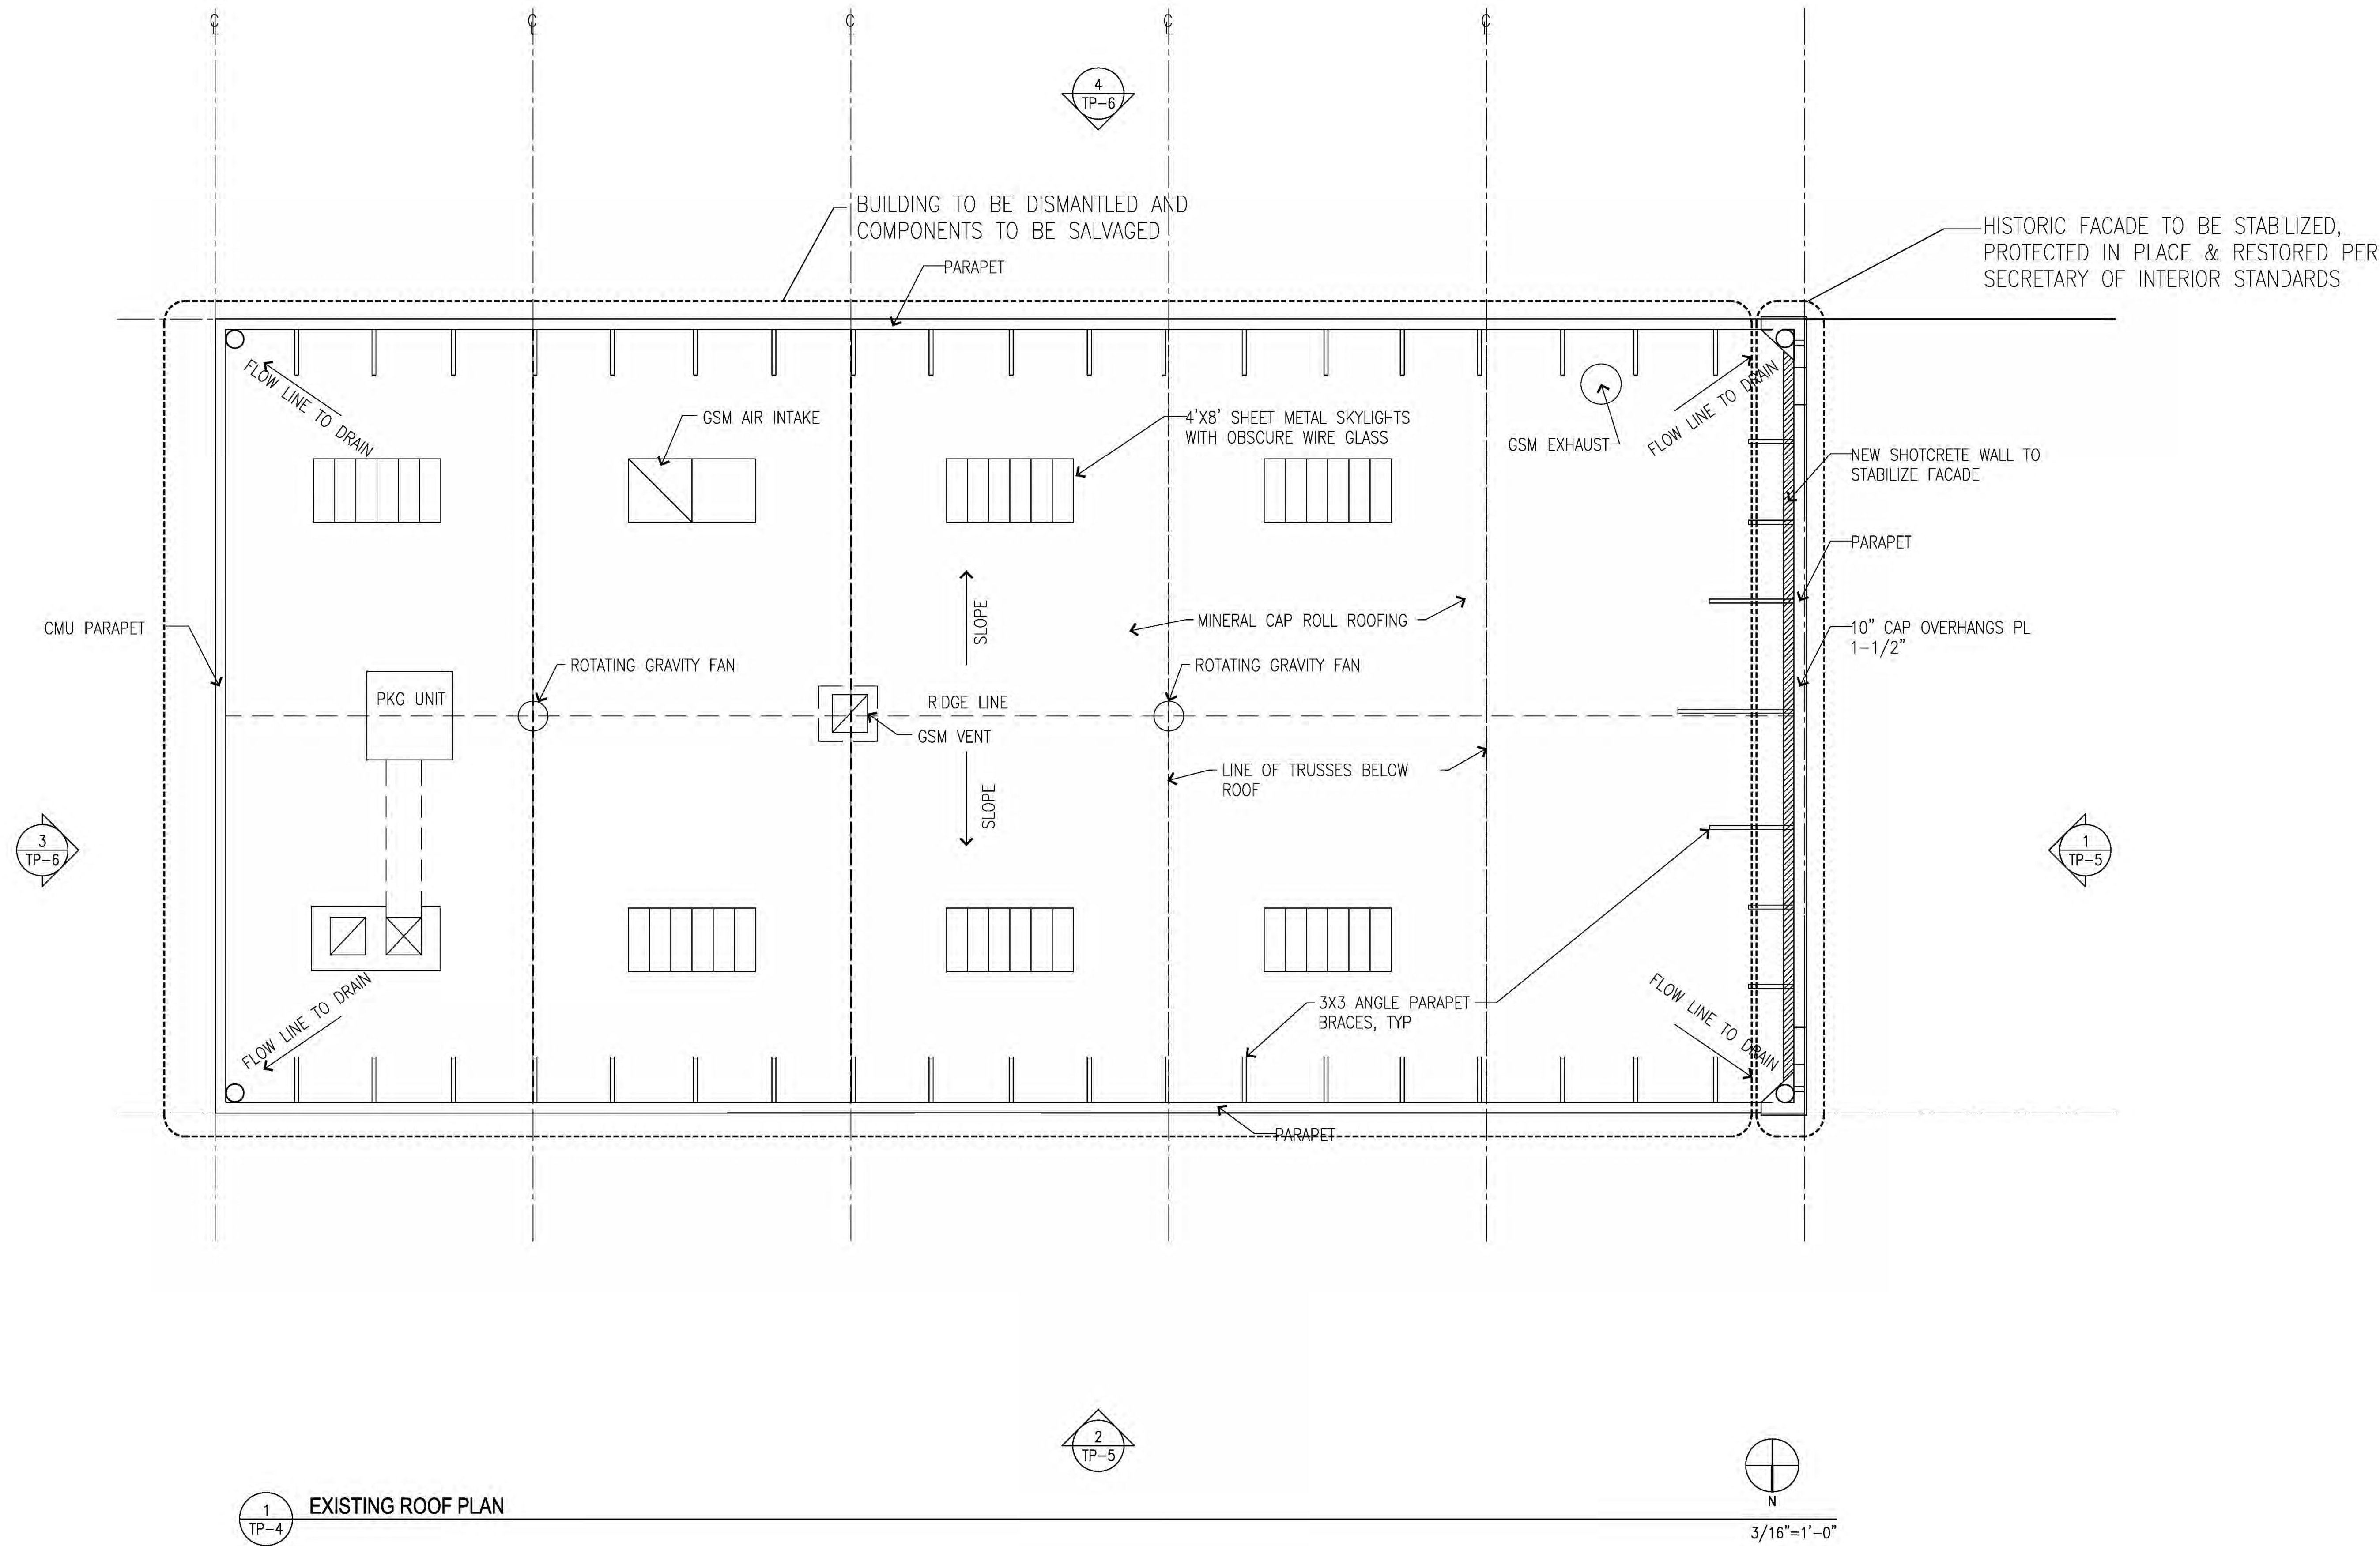 ℄ ℄ ℄ ℄ ℄
4
TP-6
BUILDING TO BE DISMANTLED AND
COMPONENTS TO BE SALVAGED
HISTORIC FACADE TO BE STABILIZED,
PROTECTED IN PLACE & RESTORED PER
SECRETARY OF INTERIOR STANDARDS
PARAPET
FLOW LINE TO DRAIN
GSM AIR INTAKE
4'X8' SHEET METAL SKYLIGHTS
WITH OBSCURE WIRE GLASS
GSM EXHAUST
FLOW LINE TO DRAIN
NEW SHOTCRETE WALL TO
STABILIZE FACADE
PARAPET
SLOPE
MINERAL CAP ROLL ROOFING
CMU PARAPET
10" CAP OVERHANGS PL
1-1/2"
ROTATING GRAVITY FAN
ROTATING GRAVITY FAN
PKG UNIT
RIDGE LINE
GSM VENT
LINE OF TRUSSES BELOW
ROOF
SLOPE
3
TP-6
1
TP-5
FLOW LINE TO DRAIN
3X3 ANGLE PARAPET
BRACES, TYP
FLOW LINE TO DRAIN
PARAPET
2
TP-5
N
1
TP-4
EXISTING ROOF PLAN
3/16"=1'-0"